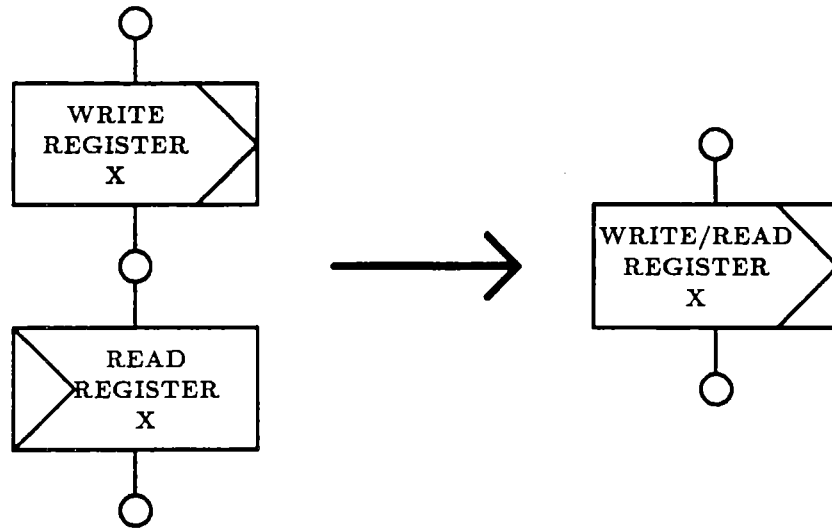 WRITE
REGISTER
X
READ
REGISTER
X
WRITE/READ
REGISTER
X